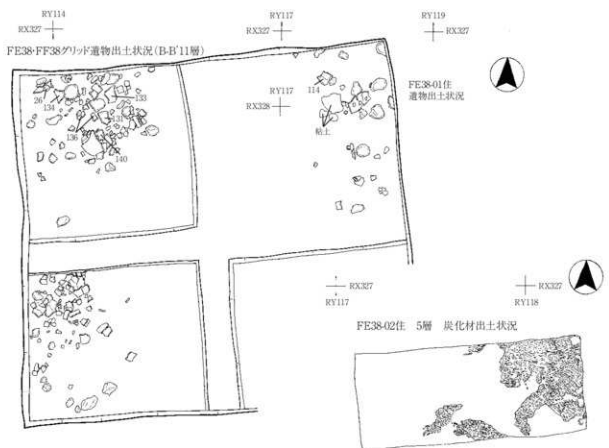 RY114
RX327
RY117
RX327
RY119
RX327
FE38・FF38グリッド遺物出土状況(B-B'11層)
FE38-01住
遺物出土状況
26
134
133
131
136
140
114
粘土
RY117
RX328
RX327
RY117
RX327
RY118
FE38-02住 5層 炭化材出土状況